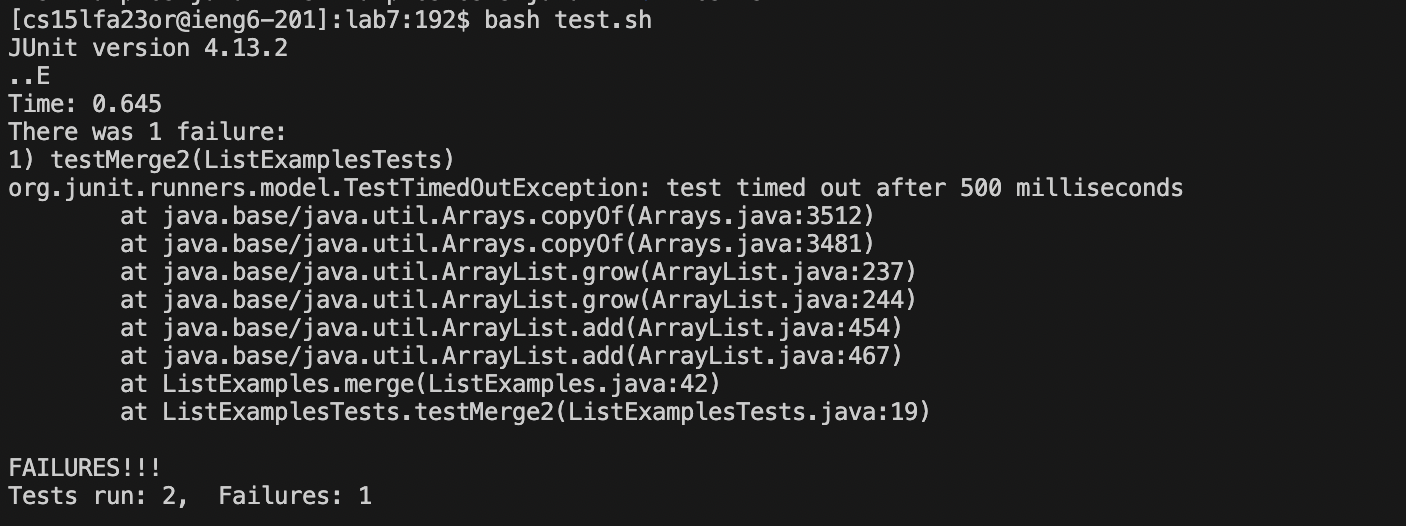 [cs15lfa23or@ieng6-201]:lab7:192$ bash test.sh
JUnit version 4.13.2
..E
Time: 0.645
There was 1 failure:
1) testMerge2(ListExamplesTests)
org.junit.runners.model.TestTimedOutException: test timed out after 500 milliseconds
        at java.base/java.util.Arrays.copyOf(Arrays.java:3512)
        at java.base/java.util.Arrays.copyOf(Arrays.java:3481)
        at java.base/java.util.ArrayList.grow(ArrayList.java:237)
        at java.base/java.util.ArrayList.grow(ArrayList.java:244)
        at java.base/java.util.ArrayList.add(ArrayList.java:454)
        at java.base/java.util.ArrayList.add(ArrayList.java:467)
        at ListExamples.merge(ListExamples.java:42)
        at ListExamplesTests.testMerge2(ListExamplesTests.java:19)

FAILURES!!!
Tests run: 2,  Failures: 1